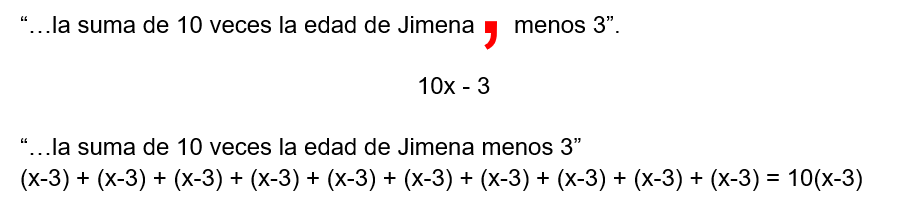 “…la suma de 10 veces la edad de Jimena , menos 3”.
10x - 3
“…la suma de 10 veces la edad de Jimena menos 3”
(x-3) + (x-3) + (x-3) + (x-3) + (x-3) + (x-3) + (x-3) + (x-3) + (x-3) + (x-3) = 10(x-3)